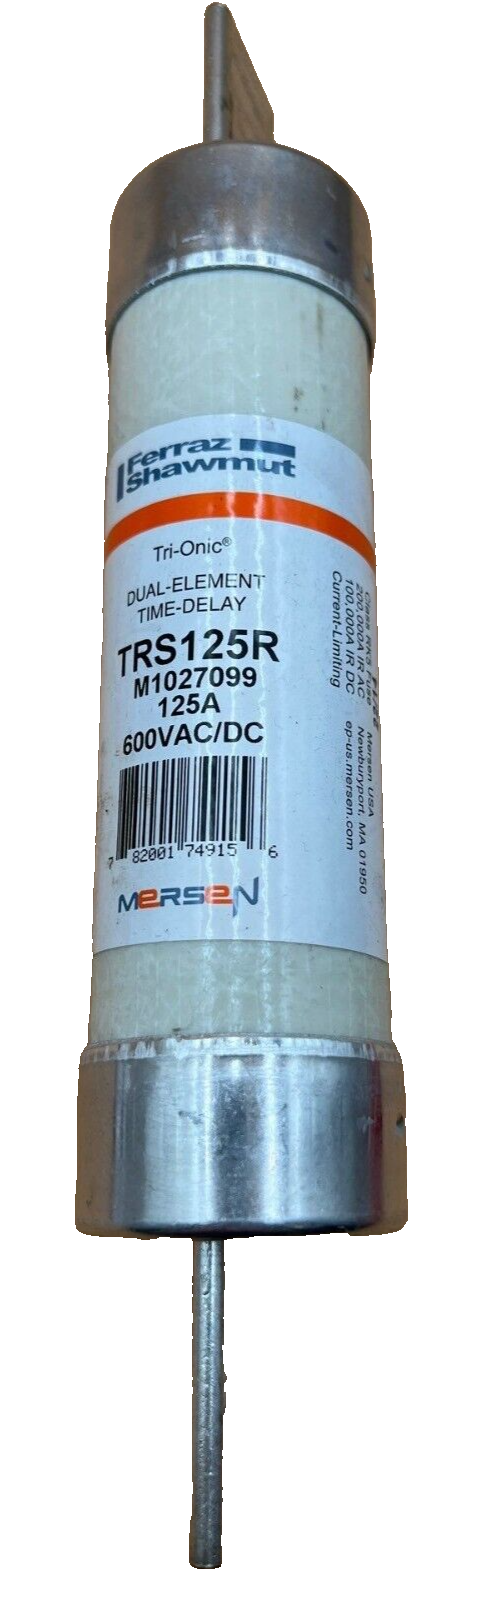 Ferraz
Shawmut
Tri-Onic®
DUAL-ELEMENT
TIME-DELAY
TRS125R
M1027099
125A
600VAC/DC
7 82001 74915 6
MERSEN
Class RK5 Fuse
200,000A IR AC
100,000A IR DC
Current-Limiting
Mersen USA
Newburyport, MA 01950
ep-us.mersen.com